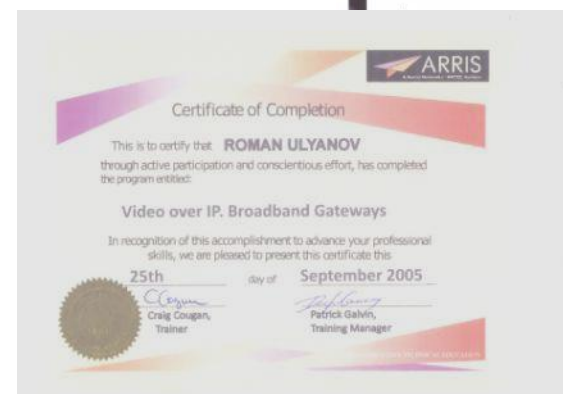 ARRIS
Certificate of Completion
This is to certify that ROMAN ULYANOV
through active participation and conscientious effort, has completed
the program entitled:
Video over IP. Broadband Gateways
In recognition of this accomplishment to advance your professional
skills, we are pleased to present this certificate this
25th day of September 2005
Craig Cougan,
Trainer
Patrick Galvin,
Training Manager